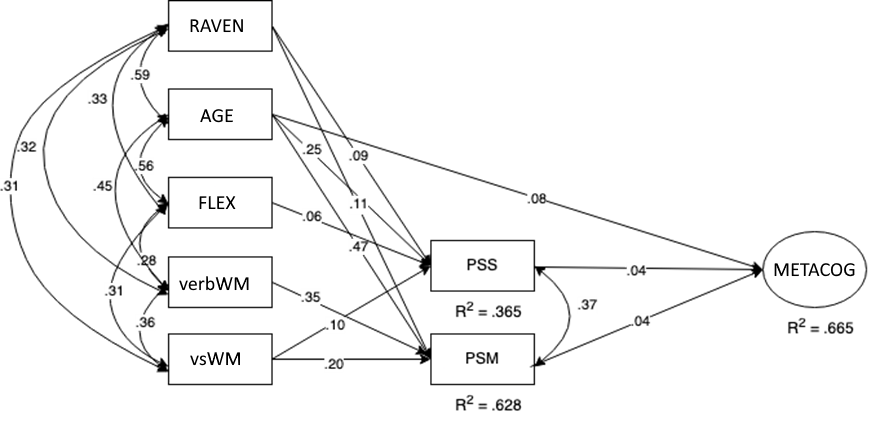 RAVEN
.59
.33
AGE
.32
.25
.09
.56
.31
.45
.08
FLEX
.11
.06
.47
.28
PSS
.04
METACOG
verbWM
.31
.35
R² = .365
.37
R² = .665
.36
.10
.04
vsWM
.20
PSM
R² = .628